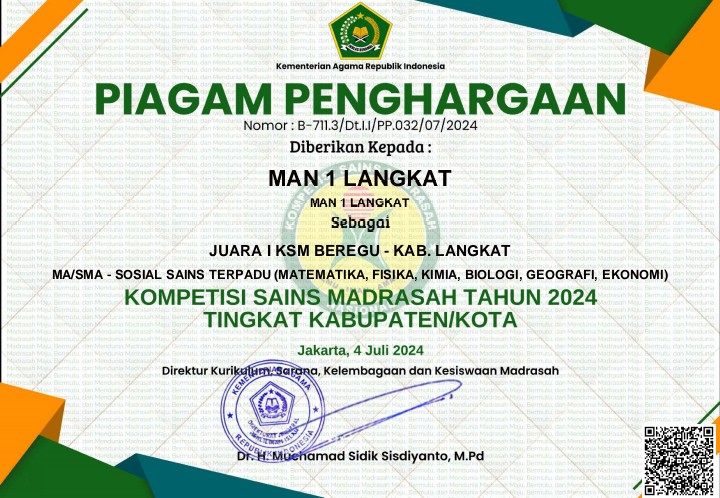 Kementerian Agama Republik Indonesia
PIAGAM PENGHARGAAN
Nomor : B-711.3/Dt.I.I/PP.032/07/2024
Diberikan Kepada :
MAN 1 LANGKAT
MAN 1 LANGKAT
Sebagai
JUARA I KSM BEREGU - KAB. LANGKAT
MA/SMA - SOSIAL SAINS TERPADU (MATEMATIKA, FISIKA, KIMIA, BIOLOGI, GEOGRAFI, EKONOMI)
KOMPETISI SAINS MADRASAH TAHUN 2024
TINGKAT KABUPATEN/KOTA
Jakarta, 4 Juli 2024
Direktur Kurikulum, Sarana, Kelembagaan dan Kesiswaan Madrasah
KEMENTERIAN AGAMA
REPUBLIK INDONESIA
Dr. H. Muchamad Sidik Sisdiyanto, M.Pd
KOMPETISI SAINS MADRASAH